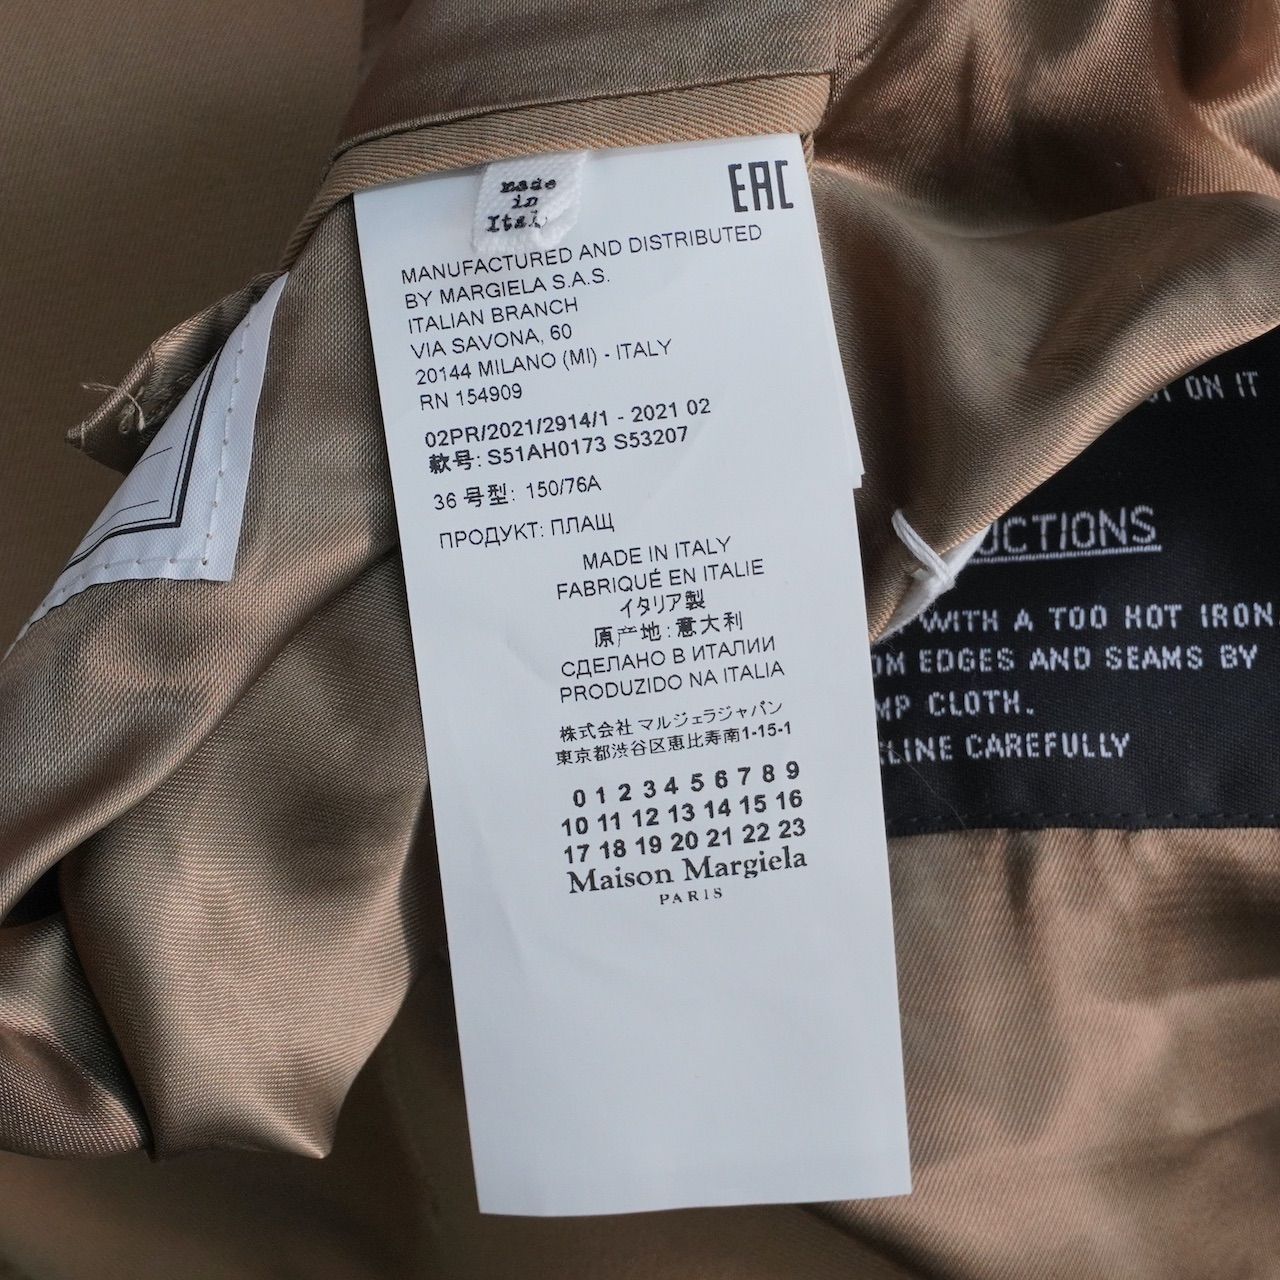 made
in
Italy
EAC
MANUFACTURED AND DISTRIBUTED
BY MARGIELA S.A.S.
ITALIAN BRANCH
VIA SAVONA, 60
20144 MILANO (MI) - ITALY
RN 154909
02PR/2021/2914/1 - 2021 02
款号: S51AH0173 S53207
36 号型: 150/76A
ПРОДУКТ: ПЛАЩ
MADE IN ITALY
FABRIQUÉ EN ITALIE
イタリア製
原产地: 意大利
СДЕЛАНО В ИТАЛИИ
PRODUZIDO NA ITALIA
株式会社 マルジェラジャパン
東京都渋谷区恵比寿南1-15-1
0 1 2 3 4 5 6 7 8 9
10 11 12 13 14 15 16
17 18 19 20 21 22 23
Maison Margiela
PARIS
ON IT
UCTIONS
WITH A TOO HOT IRON
OM EDGES AND SEAMS BY
MP CLOTH.
LINE CAREFULLY